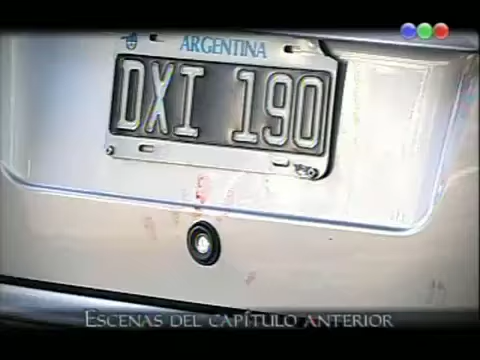 ARGENTINA
DXI 190
ESCENAS DEL CAPÍTULO ANTERIOR